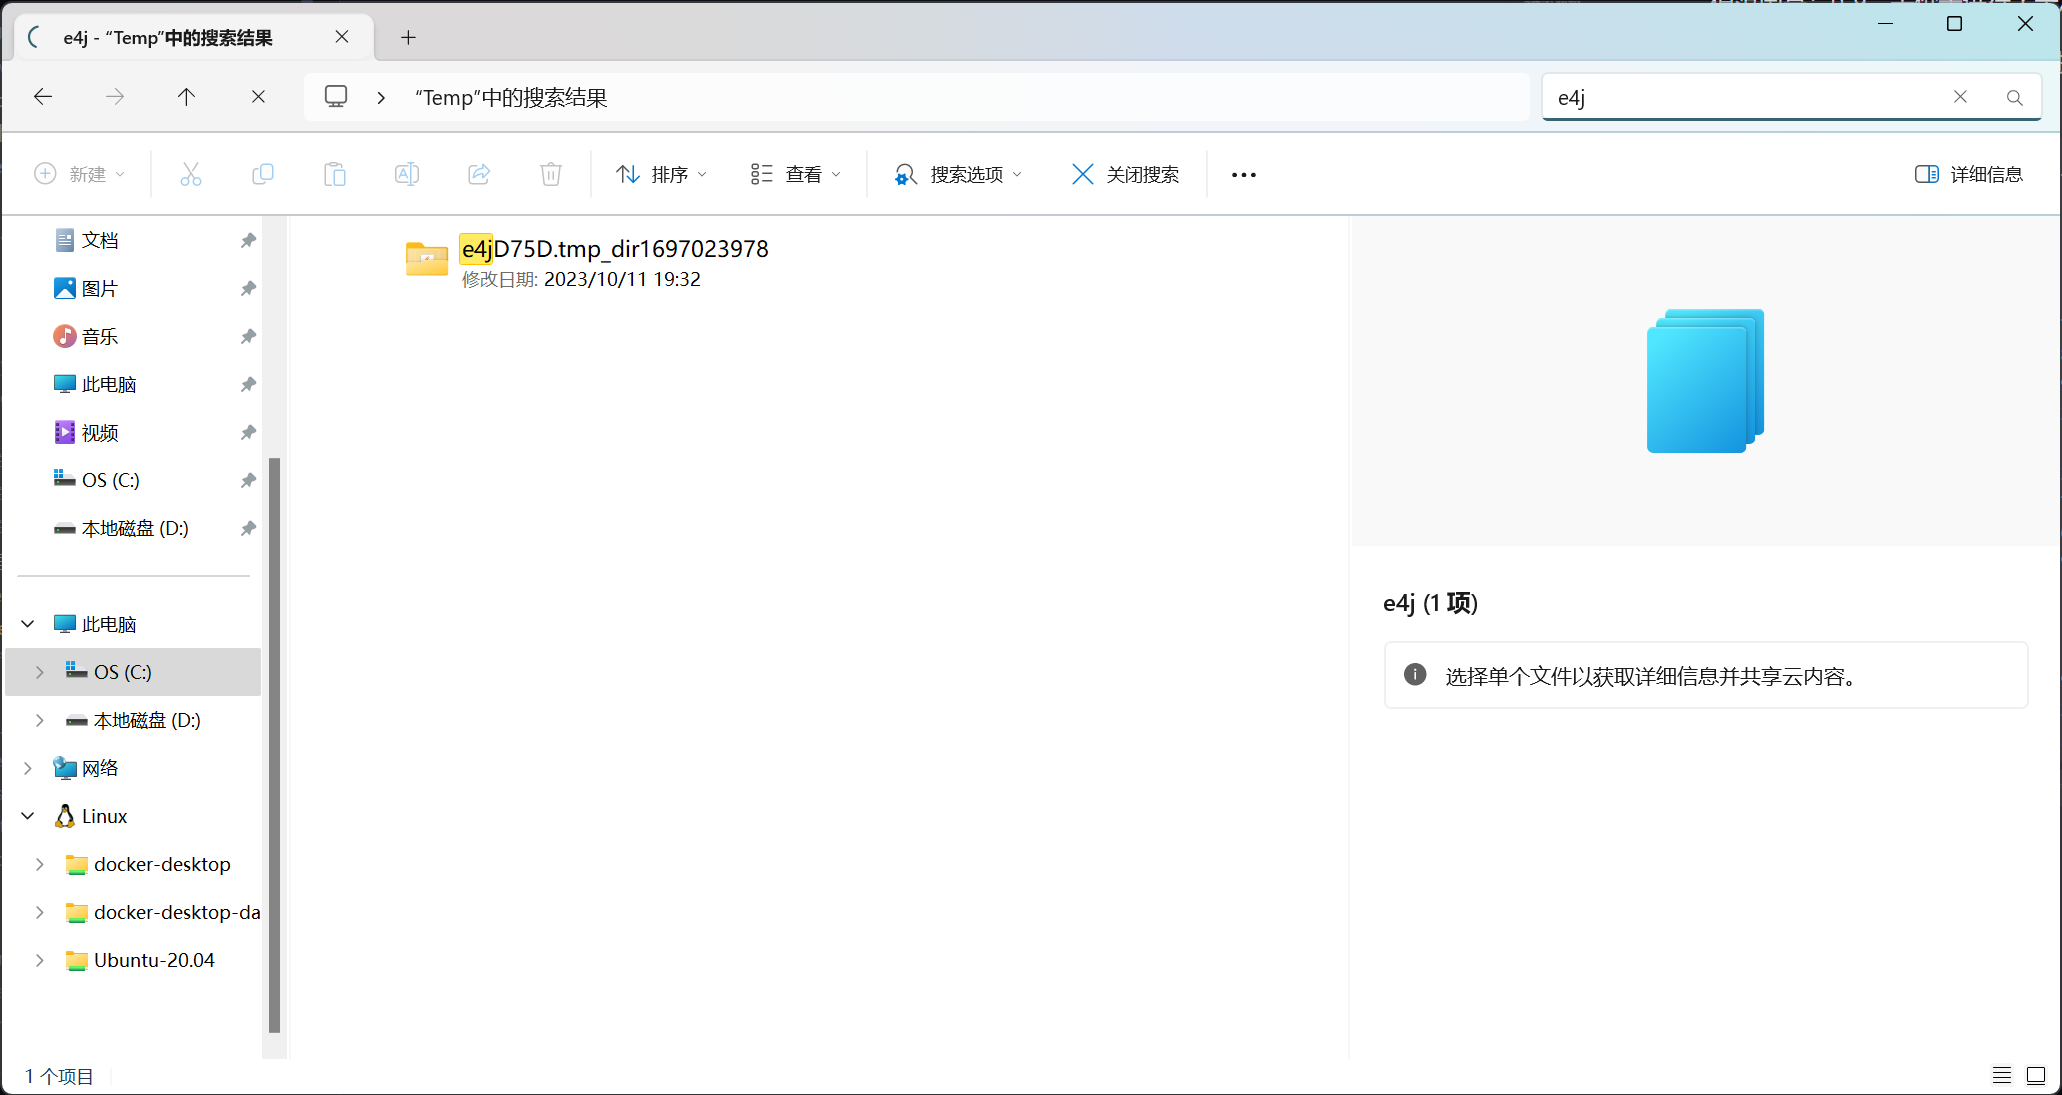 e4j - “Temp”中的搜索结果
“Temp”中的搜索结果
e4j
新建
排序
查看
搜索选项
关闭搜索
详细信息
文档
图片
音乐
此电脑
视频
OS (C:)
本地磁盘 (D:)
此电脑
OS (C:)
本地磁盘 (D:)
网络
Linux
docker-desktop
docker-desktop-da
Ubuntu-20.04
e4jD75D.tmp_dir1697023978
修改日期: 2023/10/11 19:32
e4j (1 项)
选择单个文件以获取详细信息并共享云内容。
1 个项目